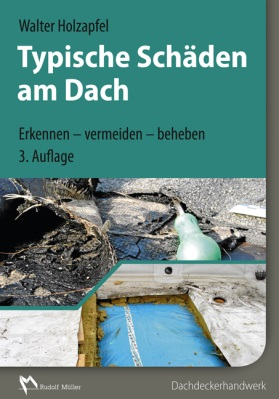 Walter Holzapfel
Typische Schäden
am Dach
Erkennen – vermeiden – beheben
3. Auflage
Rudolf Müller
Dachdeckerhandwerk